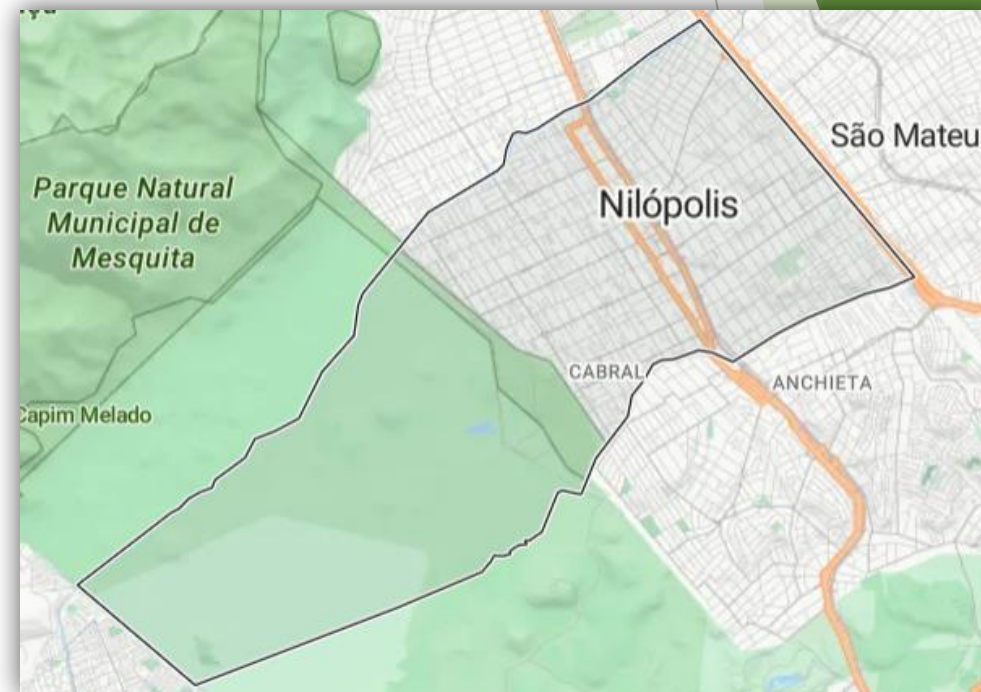 São Mateu
Parque Natural
Municipal de
Mesquita
Nilópolis
CABRAL
ANCHIETA
Capim Melado